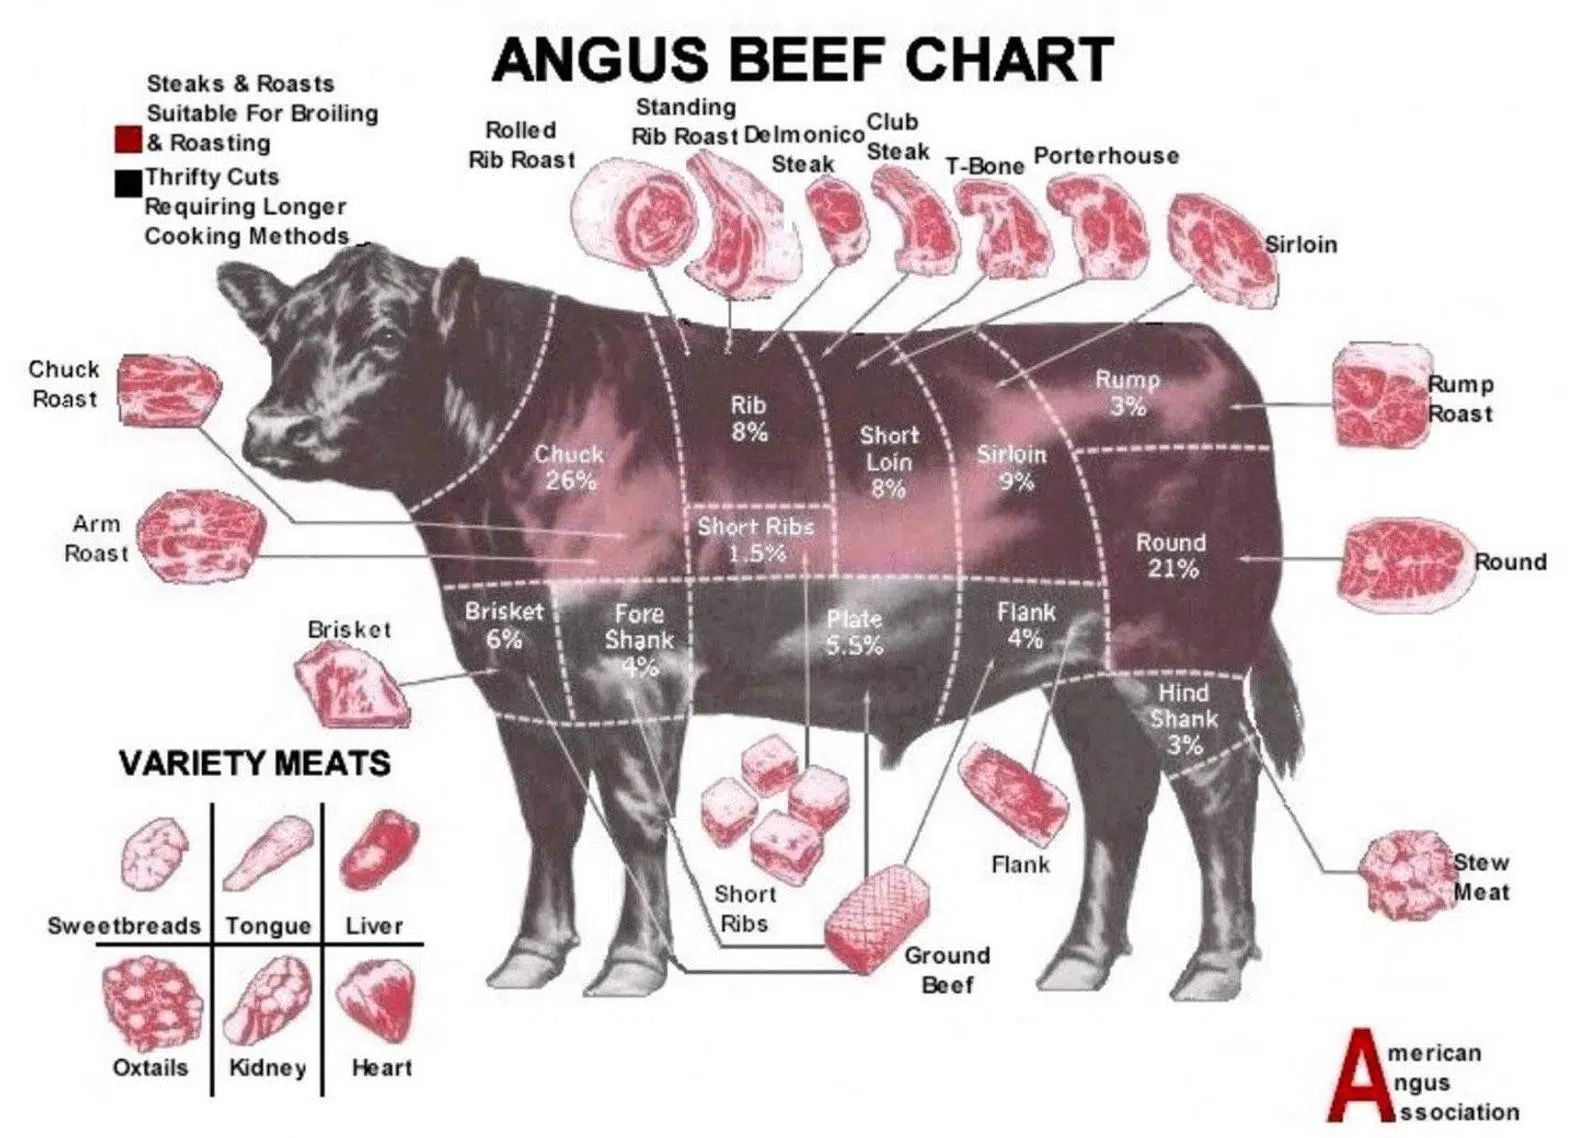 ANGUS BEEF CHART
Steaks & Roasts
Suitable For Broiling
& Roasting
Thrifty Cuts
Requiring Longer
Cooking Methods
Rolled
Rib Roast
Standing
Rib Roast
Delmonico
Steak
Club
Steak
T-Bone
Porterhouse
Sirloin
Chuck
Roast
Arm
Roast
Brisket
Rump
Roast
Round
Chuck
26%
Rib
8%
Short Ribs
1.5%
Short
Loin
8%
Sirloin
9%
Rump
3%
Round
21%
Brisket
6%
Fore
Shank
4%
Plate
5.5%
Flank
4%
Hind
Shank
3%
Short
Ribs
Ground
Beef
Flank
Stew
Meat
VARIETY MEATS
Sweetbreads
Tongue
Liver
Oxtails
Kidney
Heart
American
Angus
Association